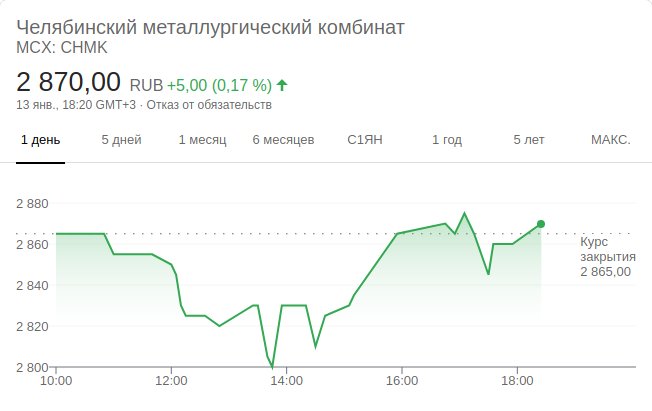 Челябинский металлургический комбинат
MCX: CHMK
2 870,00 RUB +5,00 (0,17 %)
13 янв., 18:20 GMT+3 · Отказ от обязательств
1 день 5 дней 1 месяц 6 месяцев С1ЯН 1 год 5 лет МАКС.
2 880
2 860
2 840
2 820
2 800
Курс
закрытия
2 865,00
10:00 12:00 14:00 16:00 18:00